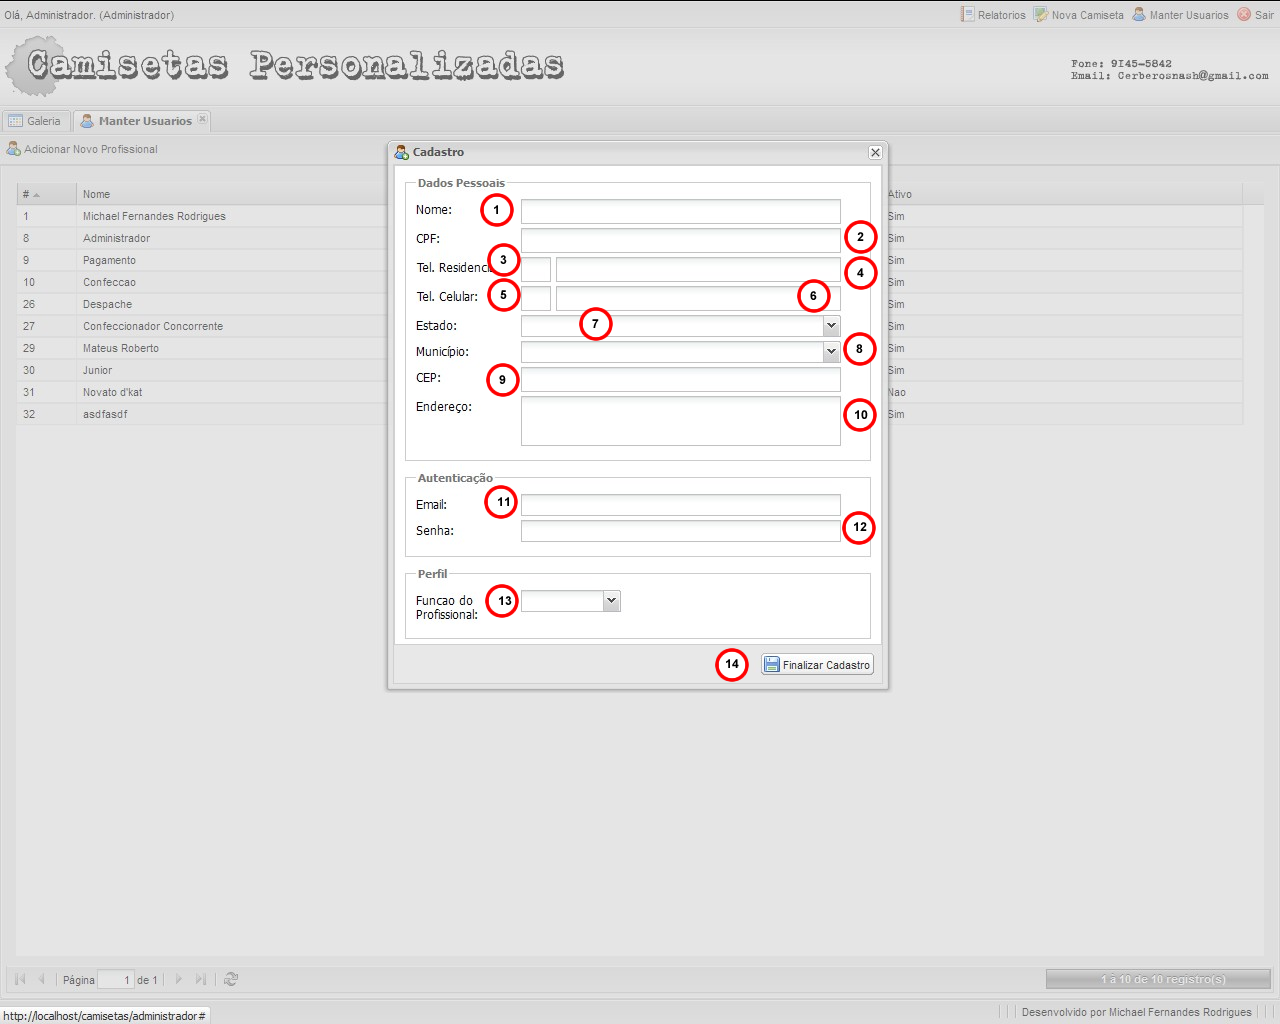 Olá, Administrador. (Administrador)
Relatorios Nova Camiseta Manter Usuarios Sair
Camisetas Personalizadas
Fone: 9145-5842
Email: Cerberosnash@gmail.com
Galeria Manter Usuarios
Adicionar Novo Profissional
# Nome Ativo
1 Michael Fernandes Rodrigues Sim
8 Administrador Sim
9 Pagamento Sim
10 Confeccao Sim
26 Despache Sim
27 Confeccionador Concorrente Sim
29 Mateus Roberto Sim
30 Junior Sim
31 Novato d'kat Nao
32 asdfasdf Sim
Cadastro
Dados Pessoais
Nome: 1
CPF: 2
Tel. Residenci 3 4
Tel. Celular: 5 6
Estado: 7
Município: 8
CEP: 9
Endereço: 10
Autenticação
Email: 11
Senha: 12
Perfil
Funcao do
Profissional: 13
14 Finalizar Cadastro
Página 1 de 1
1 à 10 de 10 registro(s)
http://localhost/camisetas/administrador#
Desenvolvido por Michael Fernandes Rodrigues